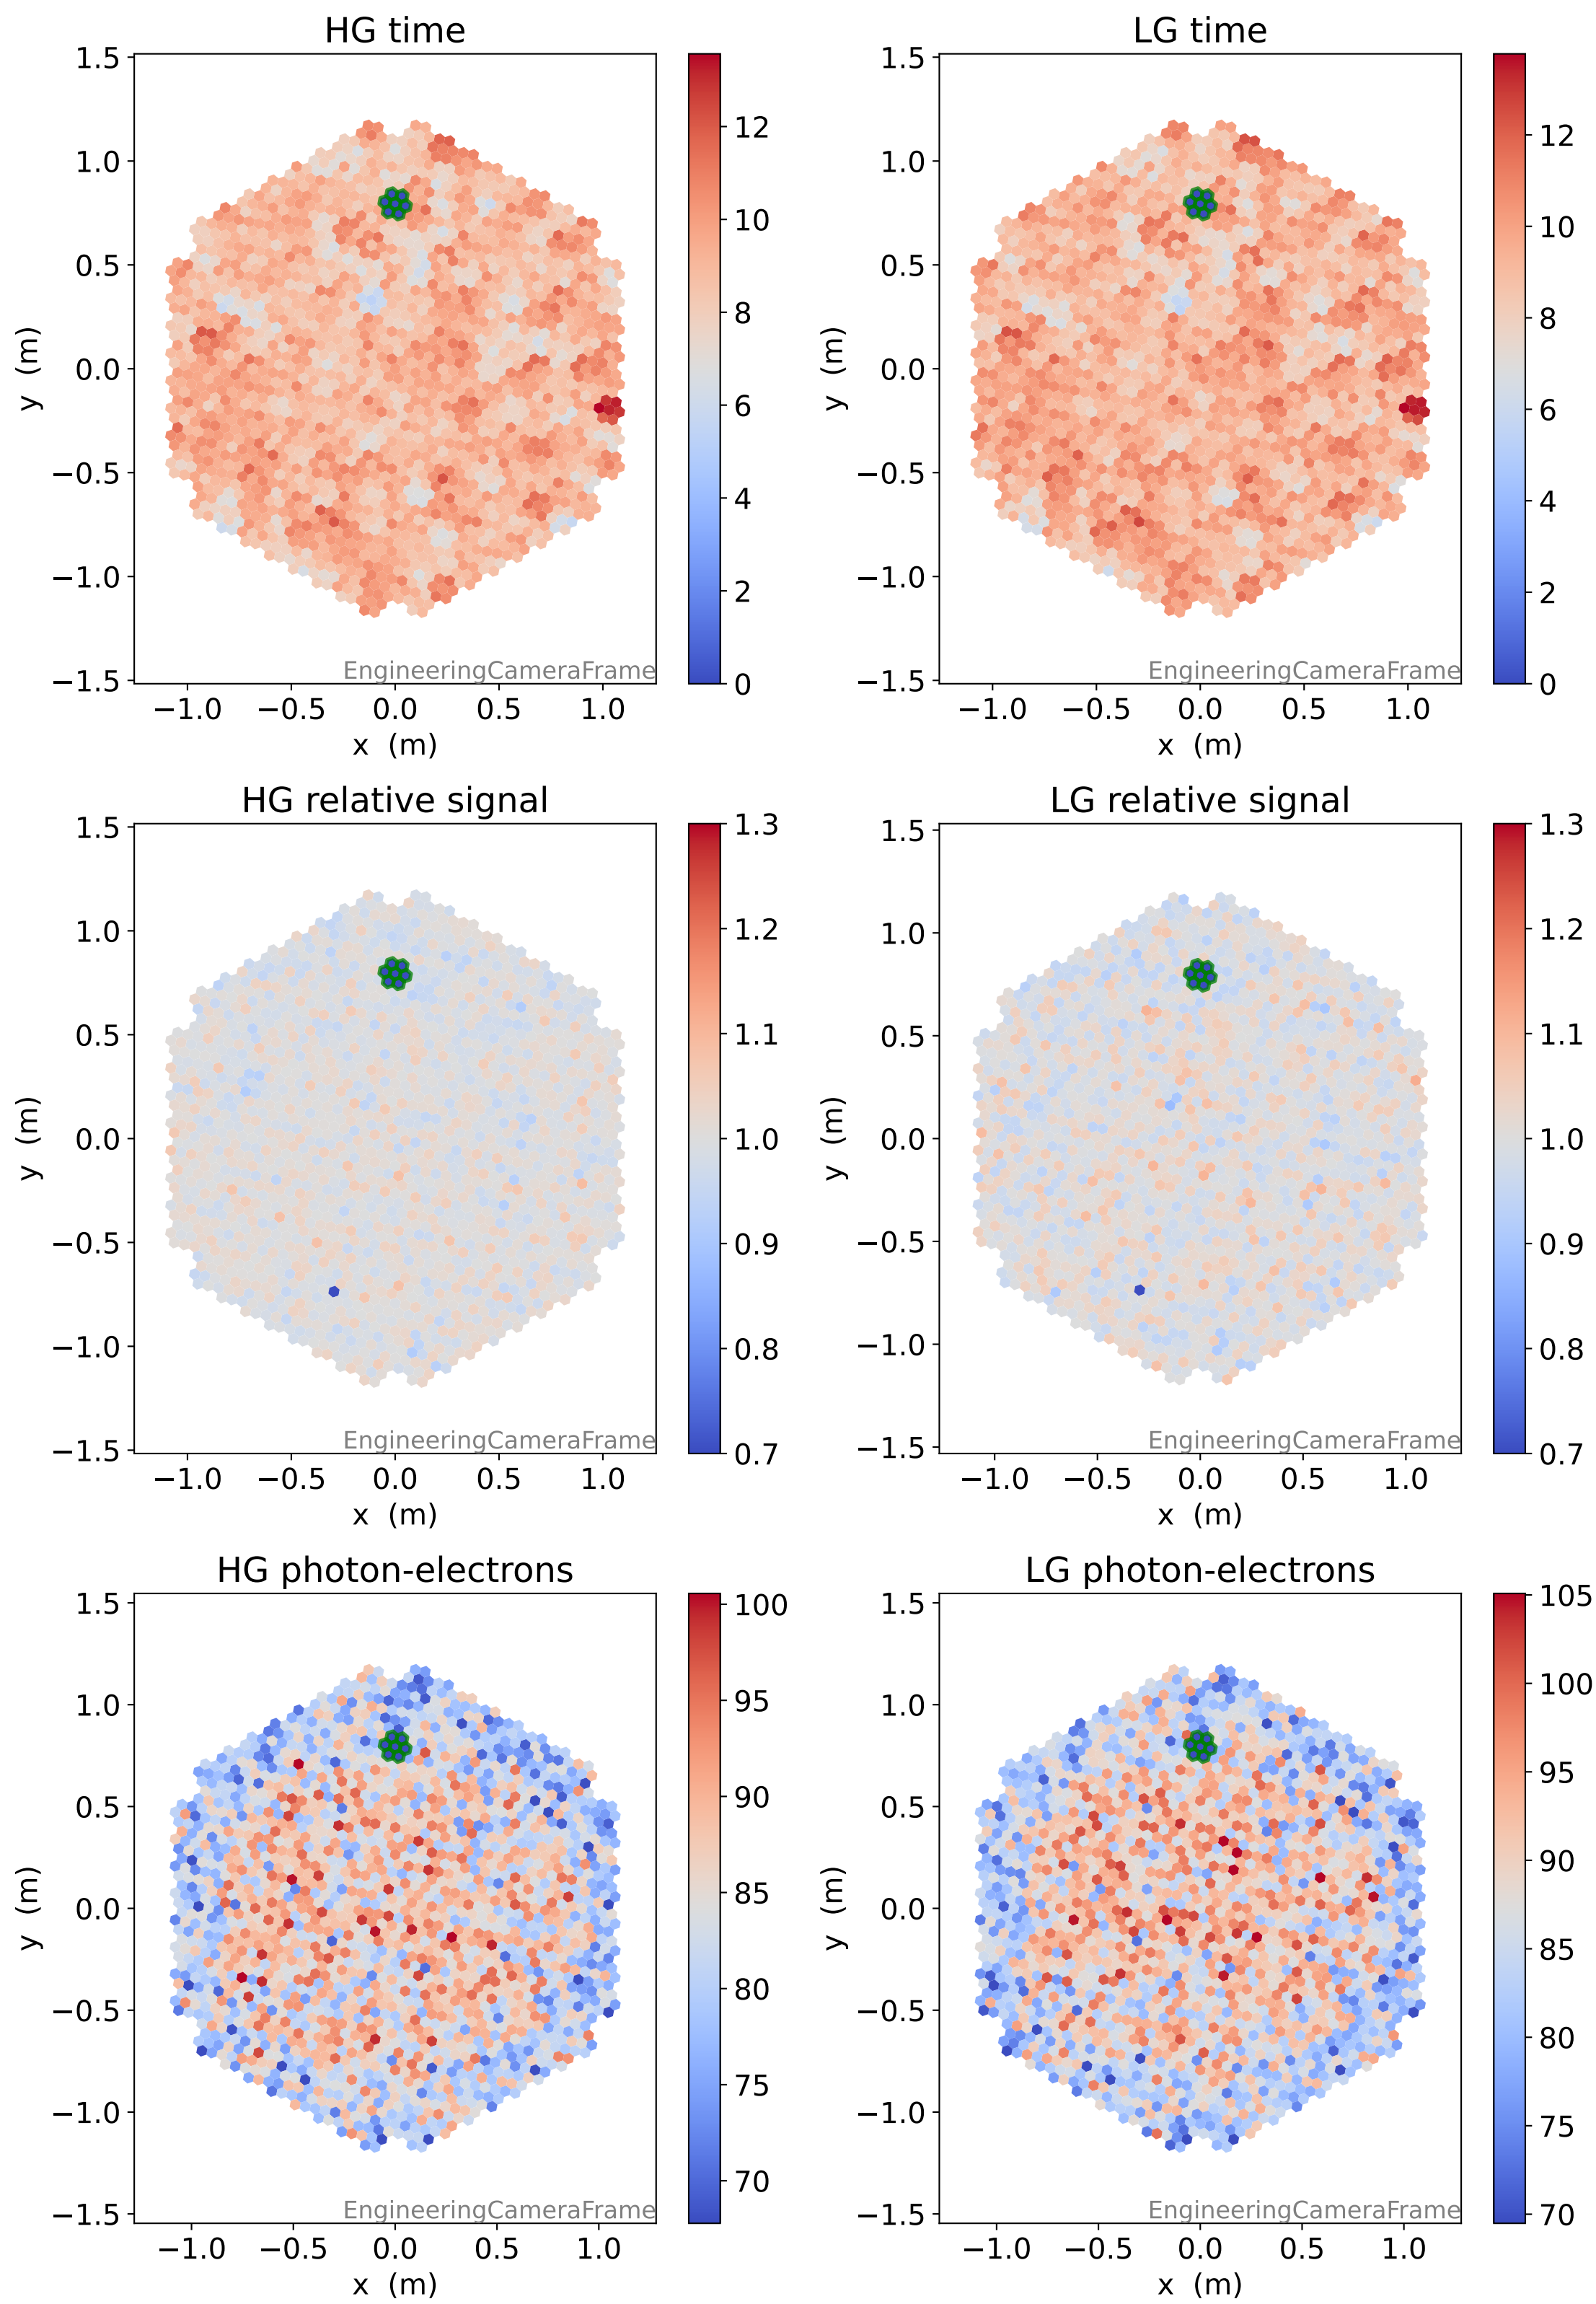 HG time
1.5
1.0
0.5
0.0
−0.5
−1.0
−1.5
y (m)
EngineeringCameraFrame
−1.0 −0.5 0.0 0.5 1.0
x (m)
12
10
8
6
4
2
0
LG time
1.5
1.0
0.5
0.0
−0.5
−1.0
−1.5
y (m)
EngineeringCameraFrame
−1.0 −0.5 0.0 0.5 1.0
x (m)
12
10
8
6
4
2
0
HG relative signal
1.5
1.0
0.5
0.0
−0.5
−1.0
−1.5
y (m)
EngineeringCameraFrame
−1.0 −0.5 0.0 0.5 1.0
x (m)
1.3
1.2
1.1
1.0
0.9
0.8
0.7
LG relative signal
1.5
1.0
0.5
0.0
−0.5
−1.0
−1.5
y (m)
EngineeringCameraFrame
−1.0 −0.5 0.0 0.5 1.0
x (m)
1.3
1.2
1.1
1.0
0.9
0.8
0.7
HG photon-electrons
1.5
1.0
0.5
0.0
−0.5
−1.0
−1.5
y (m)
EngineeringCameraFrame
−1.0 −0.5 0.0 0.5 1.0
x (m)
100
95
90
85
80
75
70
LG photon-electrons
1.5
1.0
0.5
0.0
−0.5
−1.0
−1.5
y (m)
EngineeringCameraFrame
−1.0 −0.5 0.0 0.5 1.0
x (m)
105
100
95
90
85
80
75
70